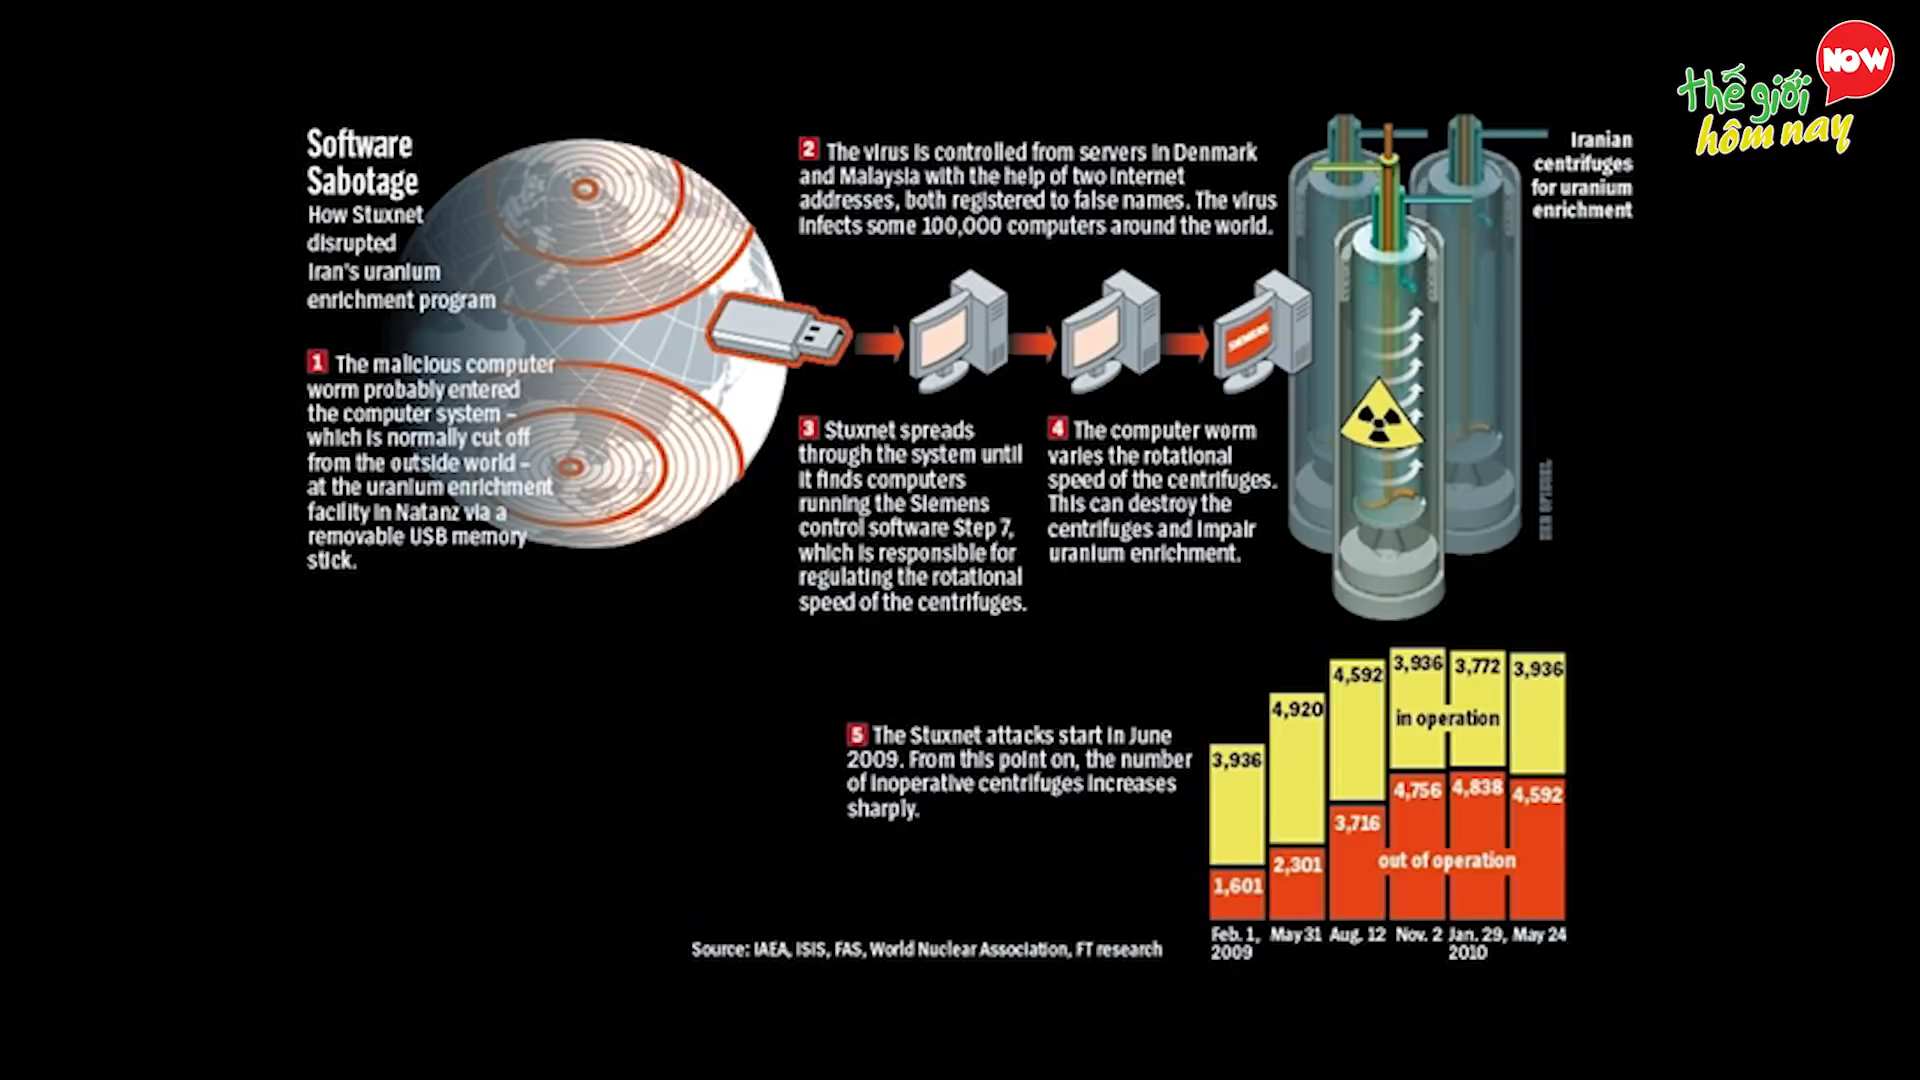 thế giới
hôm nay
NOW
Software
Sabotage
How Stuxnet
disrupted
Iran's uranium
enrichment program
1 The malicious computer
worm probably entered
the computer system –
which is normally cut off
from the outside world –
at the uranium enrichment
facility in Natanz via a
removable USB memory
stick.
2 The virus is controlled from servers in Denmark
and Malaysia with the help of two Internet
addresses, both registered to false names. The virus
infects some 100,000 computers around the world.
SIEMENS
Iranian
centrifuges
for uranium
enrichment
3 Stuxnet spreads
through the system until
it finds computers
running the Siemens
control software Step 7,
which is responsible for
regulating the rotational
speed of the centrifuges.
4 The computer worm
varies the rotational
speed of the centrifuges.
This can destroy the
centrifuges and impair
uranium enrichment.
DER SPIEGEL
5 The Stuxnet attacks start in June
2009. From this point on, the number
of inoperative centrifuges increases
sharply.
3,936 4,920 4,592 3,936 3,772 3,936
in operation
1,601 2,301 3,716 4,756 4,838 4,592
out of operation
Feb. 1, May 31 Aug. 12 Nov. 2 Jan. 29, May 24
2009 2010
Source: IAEA, ISIS, FAS, World Nuclear Association, FT research